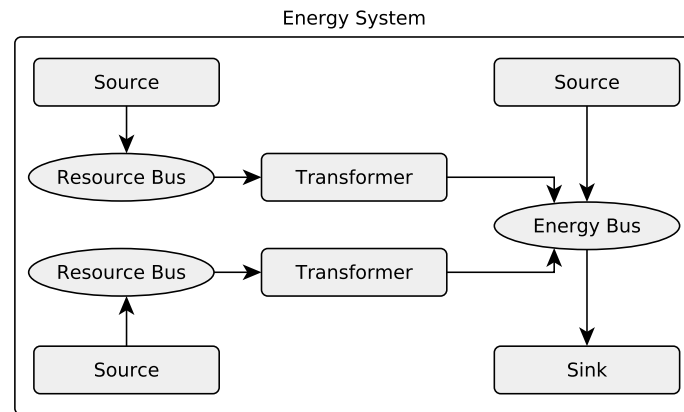 Energy System
Source
Source
Resource Bus
Transformer
Energy Bus
Resource Bus
Transformer
Source
Sink